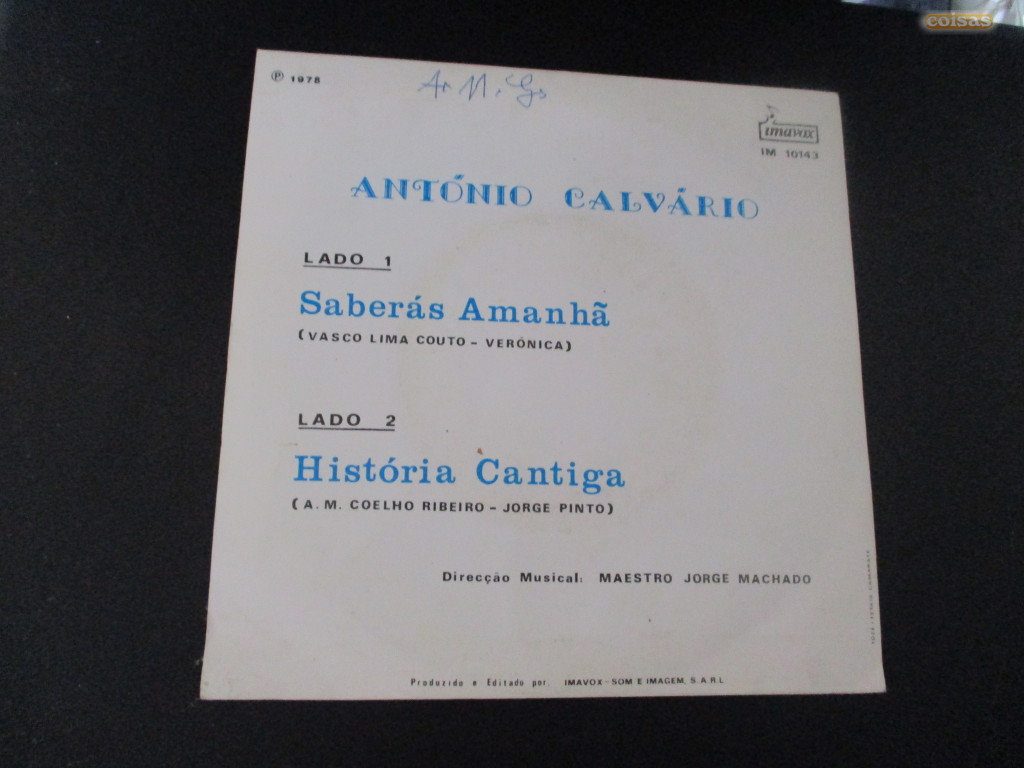 coisas
℗ 1978
imavox
IM 10143
ANTÓNIO CALVÁRIO
LADO 1
Saberás Amanhã
(VASCO LIMA COUTO – VERÓNICA)
LADO 2
História Cantiga
(A. M. COELHO RIBEIRO – JORGE PINTO)
Direcção Musical: MAESTRO JORGE MACHADO
Produzido e Editado por. IMAVOX - SOM E IMAGEM, S.A.R.L